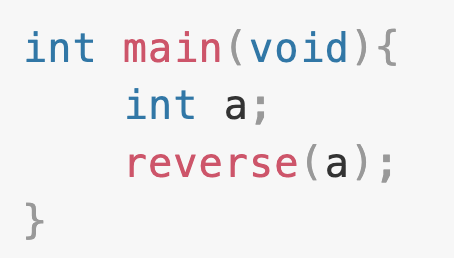 int main(void){
    int a;
    reverse(a);
}